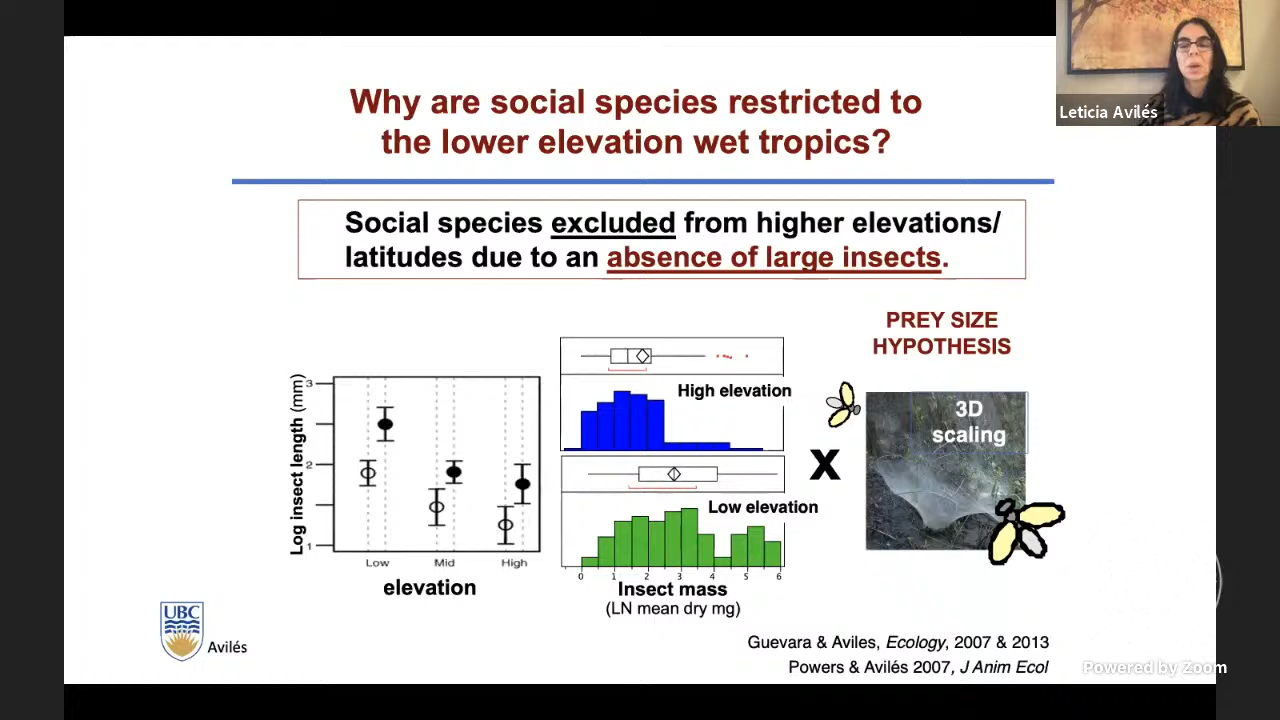 Why are social species restricted to
the lower elevation wet tropics?
Leticia Avilés
Social species excluded from higher elevations/
latitudes due to an absence of large insects.
PREY SIZE
HYPOTHESIS
Log insect length (mm)
3
2
1
Low Mid High
elevation
High elevation
Low elevation
0 1 2 3 4 5 6
Insect mass
(LN mean dry mg)
X
3D
scaling
UBC
Avilés
Guevara & Aviles, Ecology, 2007 & 2013
Powers & Avilés 2007, J Anim Ecol
Powered by Zoom